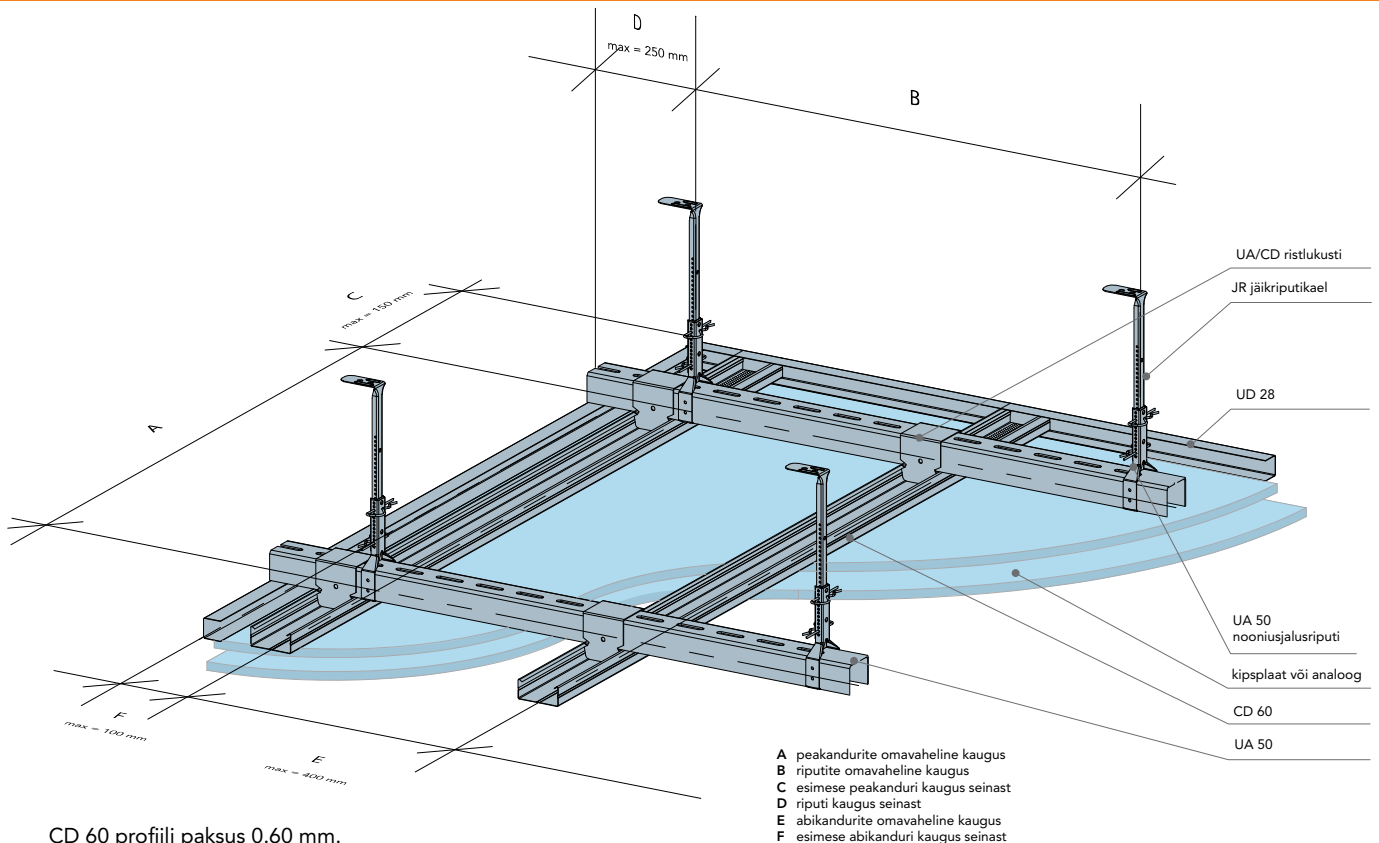 D
max = 250 mm
B
UA/CD ristlukusti
JR jäikriputikael
C
max = 150 mm
UD 28
A
UA 50
nooniusjalusriputi
kipsplaat või analoog
CD 60
UA 50
F
max = 100 mm
E
max = 400 mm
A peakandurite omavaheline kaugus
B riputite omavaheline kaugus
C esimese peakanduri kaugus seinast
D riputi kaugus seinast
E abikandurite omavaheline kaugus
F esimese abikanduri kaugus seinast
CD 60 profiili paksus 0.60 mm.